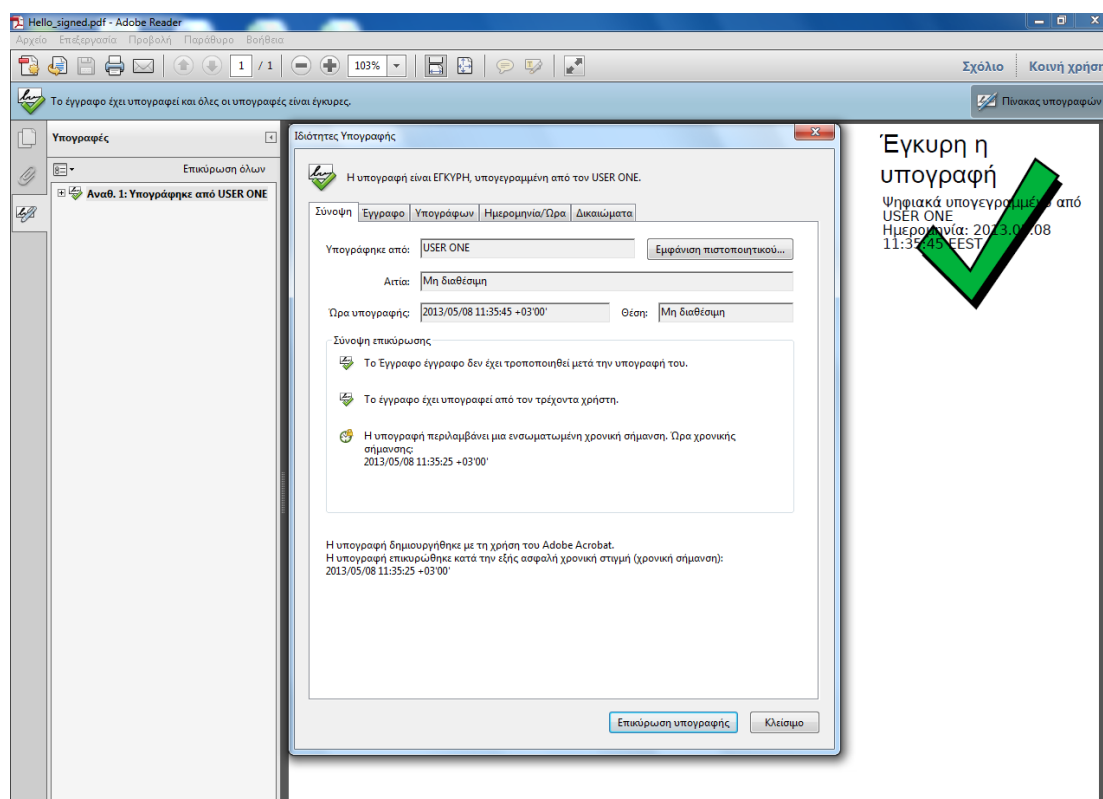 Hello_signed.pdf - Adobe Reader
Αρχείο Επεξεργασία Προβολή Παράθυρο Βοήθεια
1 / 1 103% Σχόλιο Κοινή χρήση
Το έγγραφο έχει υπογραφεί και όλες οι υπογραφές είναι έγκυρες. Πίνακας υπογραφών
Υπογραφές
Επικύρωση όλων
Αναθ. 1: Υπογράφηκε από USER ONE
Ιδιότητες Υπογραφής
Η υπογραφή είναι ΕΓΚΥΡΗ, υπογεγραμμένη από τον USER ONE.
Σύνοψη Έγγραφο Υπογράφων Ημερομηνία/Ώρα Δικαιώματα
Υπογράφηκε από: USER ONE Εμφάνιση πιστοποιητικού...
Αιτία: Μη διαθέσιμη
Ώρα υπογραφής: 2013/05/08 11:35:45 +03'00' Θέση: Μη διαθέσιμη
Σύνοψη επικύρωσης
Το Έγγραφο έγγραφο δεν έχει τροποποιηθεί μετά την υπογραφή του.
Το έγγραφο έχει υπογραφεί από τον τρέχοντα χρήστη.
Η υπογραφή περιλαμβάνει μια ενσωματωμένη χρονική σήμανση. Ώρα χρονικής
σήμανσης:
2013/05/08 11:35:25 +03'00'
Η υπογραφή δημιουργήθηκε με τη χρήση του Adobe Acrobat.
Η υπογραφή επικυρώθηκε κατά την εξής ασφαλή χρονική στιγμή (χρονική σήμανση):
2013/05/08 11:35:25 +03'00'
Επικύρωση υπογραφής Κλείσιμο
Έγκυρη η
υπογραφή
Ψηφιακά υπογεγραμμένο από
USER ONE
Ημερομηνία: 2013.05.08
11:35:45 EEST